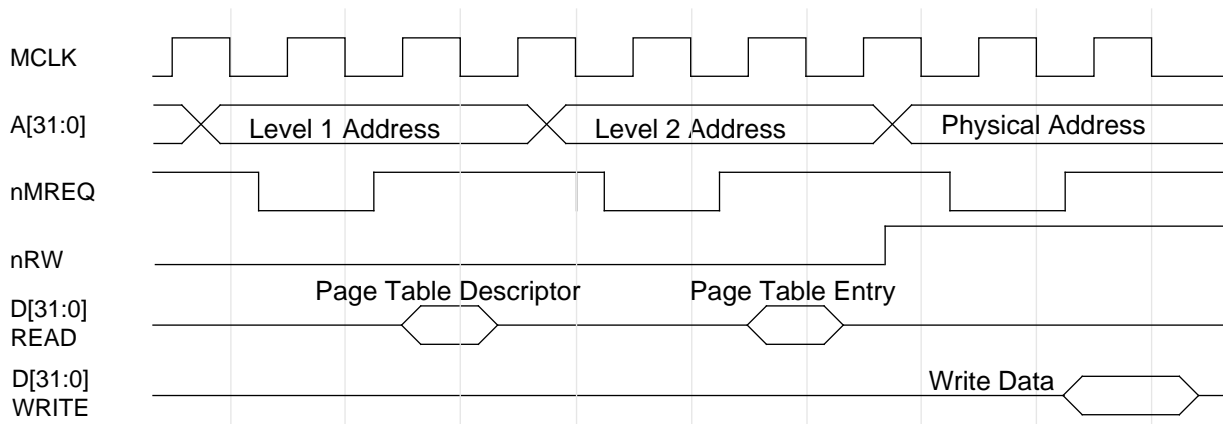 MCLK
A[31:0]
Level 1 Address
Level 2 Address
Physical Address
nMREQ
nRW
Page Table Descriptor
Page Table Entry
D[31:0]
READ
D[31:0]
WRITE
Write Data